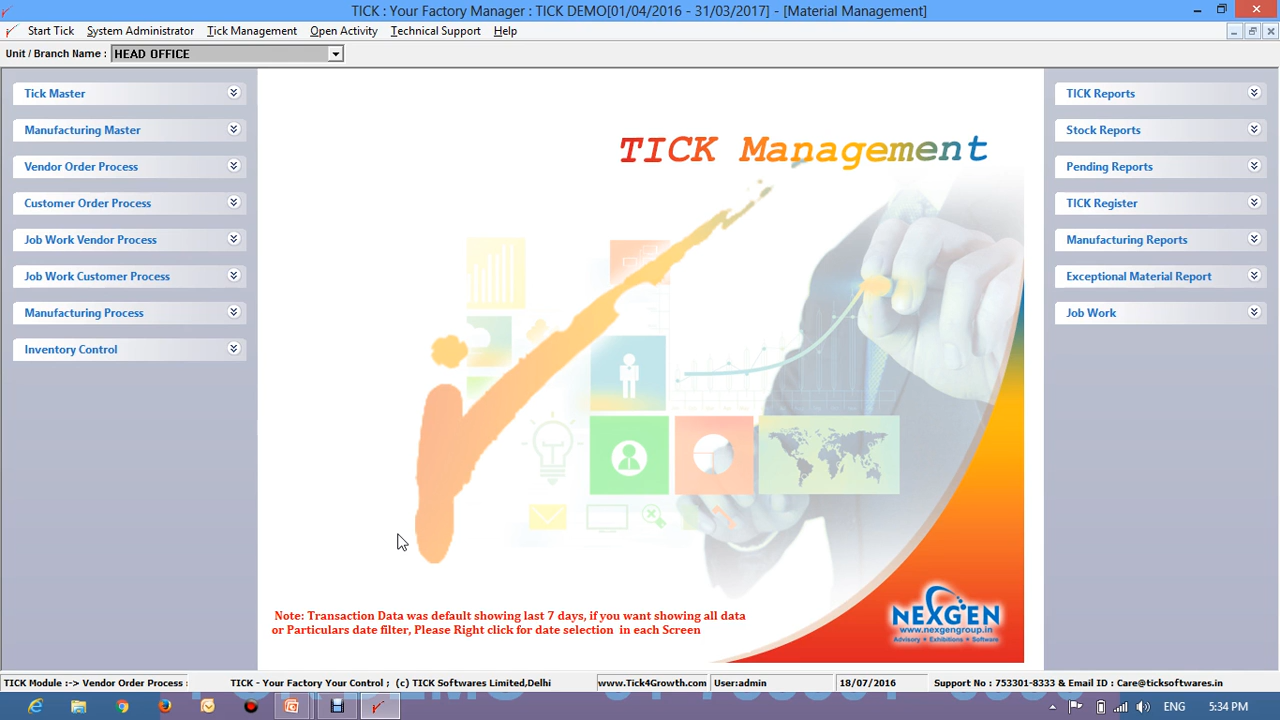 TICK : Your Factory Manager : TICK DEMO[01/04/2016 - 31/03/2017] - [Material Management]
Start Tick System Administrator Tick Management Open Activity Technical Support Help
Unit / Branch Name : HEAD OFFICE
Tick Master
Manufacturing Master
Vendor Order Process
Customer Order Process
Job Work Vendor Process
Job Work Customer Process
Manufacturing Process
Inventory Control
TICK Management
TICK Reports
Stock Reports
Pending Reports
TICK Register
Manufacturing Reports
Exceptional Material Report
Job Work
Note: Transaction Data was default showing last 7 days, if you want showing all data
or Particulars date filter, Please Right click for date selection in each Screen
NEXGEN
www.nexgengroup.in
Advisory • Exhibitions • Software
TICK Module :-> Vendor Order Process : TICK - Your Factory Your Control ; (c) TICK Softwares Limited,Delhi www.Tick4Growth.com User:admin 18/07/2016 Support No : 753301-8333 & Email ID : Care@ticksoftwares.in
ENG 5:34 PM